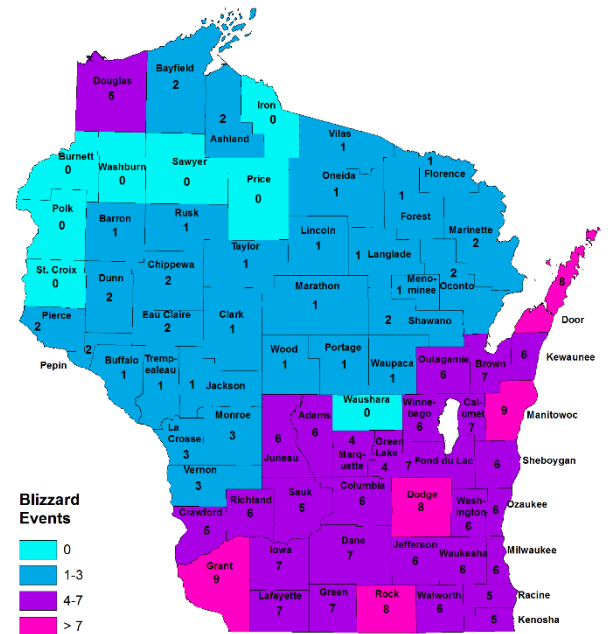 Bayfield
2
Douglas
5
Iron
0
2
Ashland
Vilas
1
1
Florence
Burnett
0
Washburn
0
Sawyer
0
Price
0
Oneida
1
1
Forest
Polk
0
Barron
1
Rusk
1
Lincoln
1
Marinette
2
Taylor
1
1
Langlade
St. Croix
0
Dunn
2
Chippewa
2
Marathon
1
2
Meno-
1 minee
Oconto
8
Pierce
2
Eau Claire
2
Clark
1
2
Shawano
Door
Pepin
2
Buffalo
1
Tremp-
ealeau
1
1
Jackson
Wood
1
Portage
1
Waupaca
1
Outagamie
6
Brown
7
6
Kewaunee
Waushara
0
Winne-
bago
6
Cal-
umet
7
9
Manitowoc
Adams
6
La
Crosse
3
Monroe
3
6
Juneau
4
Mar-
quette
Green
Lake
4
7
Fond du Lac
6
Sheboygan
Vernon
3
Columbia
6
Dodge
8
Wash-
ington
6
6
Ozaukee
Richland
6
Sauk
5
Crawford
5
Blizzard
Events
0
1-3
4-7
> 7
Grant
9
Iowa
7
Dane
7
Jefferson
6
Waukesha
6
6
Milwaukee
Lafayette
7
Green
7
Rock
8
Walworth
6
5
Racine
5
Kenosha